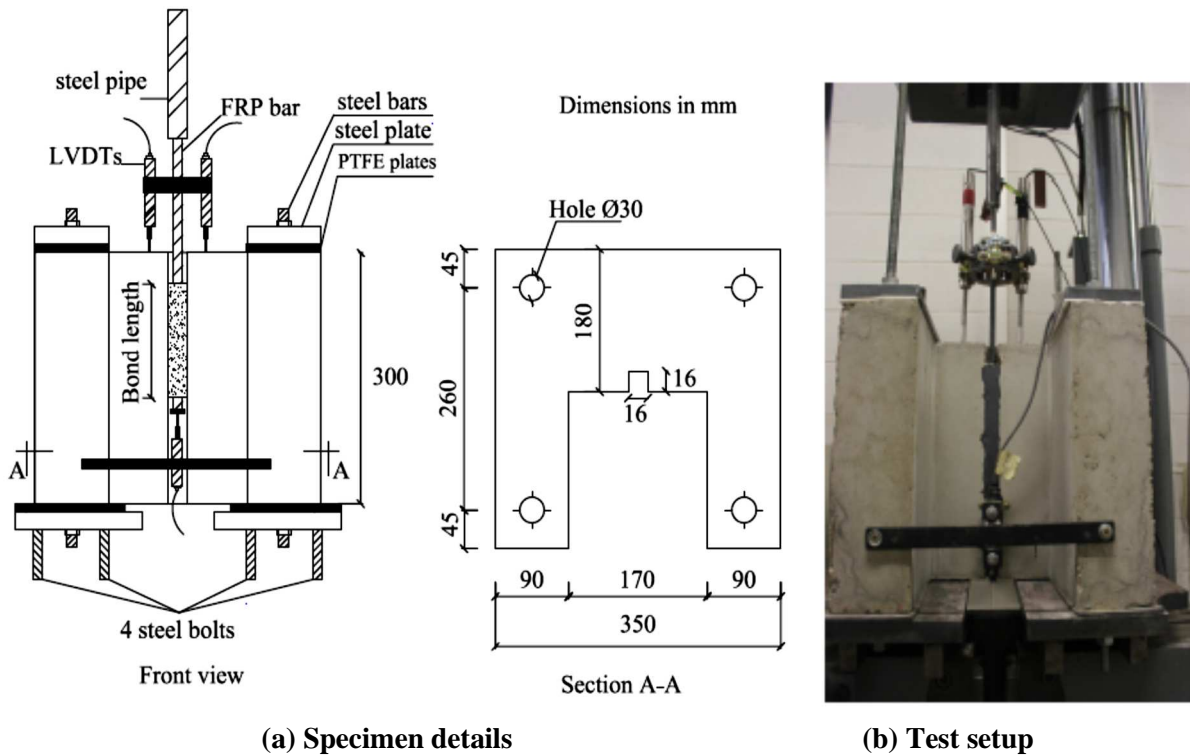 steel pipe
FRP bar
LVDTs
steel bars
steel plate
PTFE plates
Bond length
300
A
A
4 steel bolts
Front view
Dimensions in mm
Hole Ø30
45
180
260
16
16
45
90
170
90
350
Section A-A
(a) Specimen details
(b) Test setup